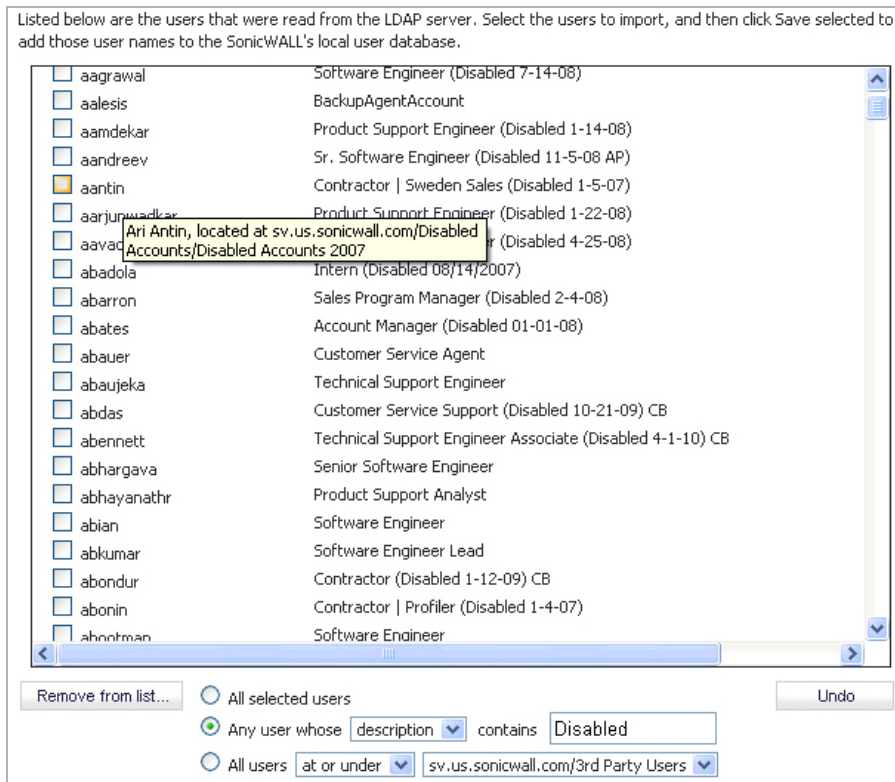 Listed below are the users that were read from the LDAP server. Select the users to import, and then click Save selected to
add those user names to the SonicWALL's local user database.
aagrawal Software Engineer (Disabled 7-14-08)
aalesis BackupAgentAccount
aamdekar Product Support Engineer (Disabled 1-14-08)
aandreev Sr. Software Engineer (Disabled 11-5-08 AP)
aantin Contractor | Sweden Sales (Disabled 1-5-07)
aarjunwadkar Product Support Engineer (Disabled 1-22-08)
Ari Antin, located at sv.us.sonicwall.com/Disabled
Accounts/Disabled Accounts 2007
(Disabled 4-25-08)
abadola Intern (Disabled 08/14/2007)
abarron Sales Program Manager (Disabled 2-4-08)
abates Account Manager (Disabled 01-01-08)
abauer Customer Service Agent
abaujeka Technical Support Engineer
abdas Customer Service Support (Disabled 10-21-09) CB
abennett Technical Support Engineer Associate (Disabled 4-1-10) CB
abhargava Senior Software Engineer
abhayanathr Product Support Analyst
abian Software Engineer
abkumar Software Engineer Lead
abondur Contractor (Disabled 1-12-09) CB
abonin Contractor | Profiler (Disabled 1-4-07)
abootman Software Engineer
Remove from list... All selected users Undo
Any user whose description contains Disabled
All users at or under sv.us.sonicwall.com/3rd Party Users